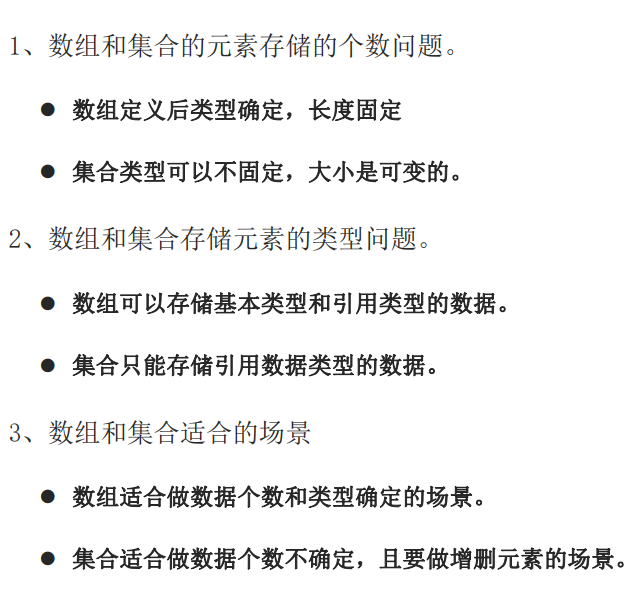 1、数组和集合的元素存储的个数问题。
● 数组定义后类型确定，长度固定
● 集合类型可以不固定，大小是可变的。
2、数组和集合存储元素的类型问题。
● 数组可以存储基本类型和引用类型的数据。
● 集合只能存储引用数据类型的数据。
3、数组和集合适合的场景
● 数组适合做数据个数和类型确定的场景。
● 集合适合做数据个数不确定，且要做增删元素的场景。